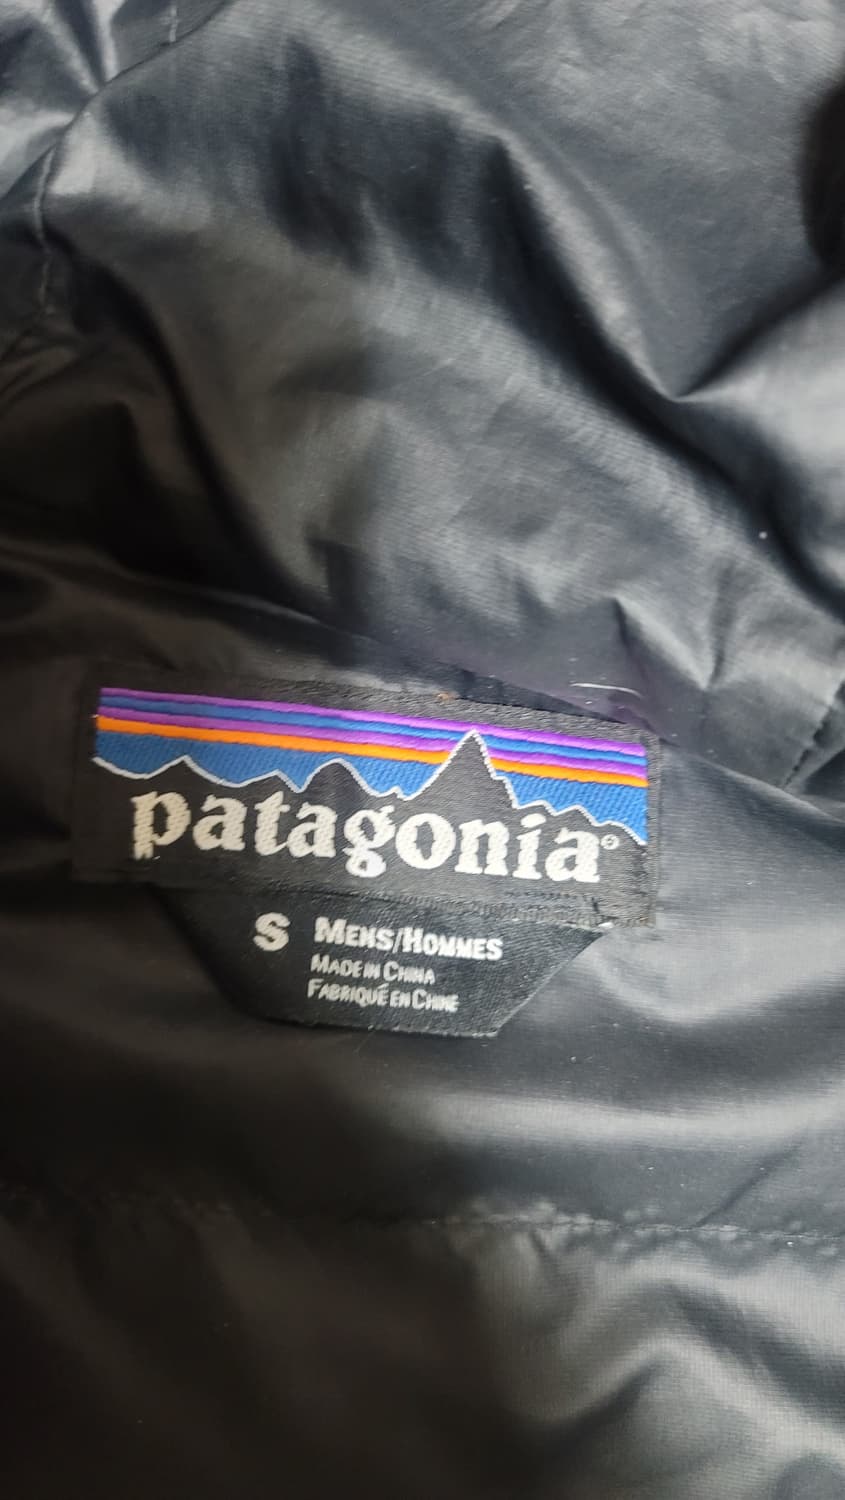 patagonia®
S MENS/HOMMES
MADE IN CHINA
FABRIQUÉ EN CHINE